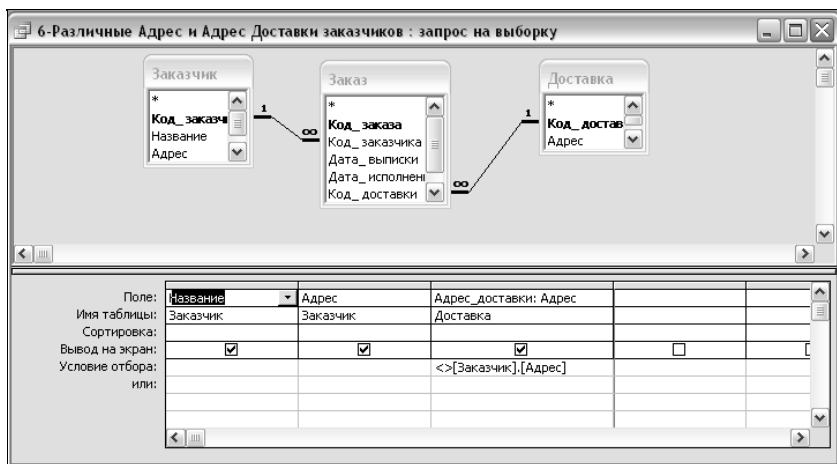 6-Различные Адрес и Адрес Доставки заказчиков : запрос на выборку
Заказчик
*
Код_заказч
Название
Адрес
1
∞
Заказ
*
Код_заказа
Код_заказчика
Дата_выписки
Дата_исполнени
Код_доставки
1
∞
Доставка
*
Код_достав
Адрес
Поле: Название Адрес Адрес_доставки: Адрес
Имя таблицы: Заказчик Заказчик Доставка
Сортировка:
Вывод на экран:
Условие отбора: <>[Заказчик].[Адрес]
или: